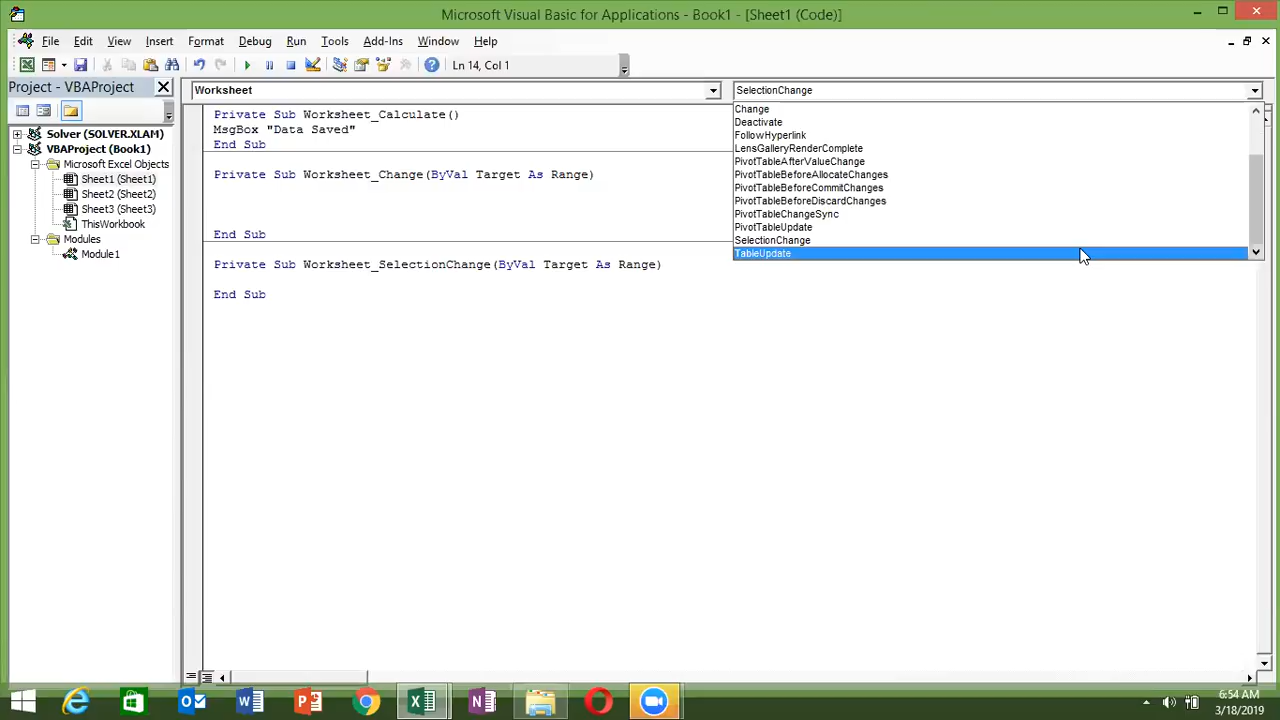 Microsoft Visual Basic for Applications - Book1 - [Sheet1 (Code)]
File Edit View Insert Format Debug Run Tools Add-Ins Window Help
Ln 14, Col 1
Project - VBAProject
Worksheet
SelectionChange
Solver (SOLVER.XLAM)
VBAProject (Book1)
Microsoft Excel Objects
Sheet1 (Sheet1)
Sheet2 (Sheet2)
Sheet3 (Sheet3)
ThisWorkbook
Modules
Module1
Private Sub Worksheet_Calculate()
MsgBox "Data Saved"
End Sub
Private Sub Worksheet_Change(ByVal Target As Range)
End Sub
Private Sub Worksheet_SelectionChange(ByVal Target As Range)
End Sub
Change
Deactivate
FollowHyperlink
LensGalleryRenderComplete
PivotTableAfterValueChange
PivotTableBeforeAllocateChanges
PivotTableBeforeCommitChanges
PivotTableBeforeDiscardChanges
PivotTableChangeSync
PivotTableUpdate
SelectionChange
TableUpdate
6:54 AM
3/18/2019